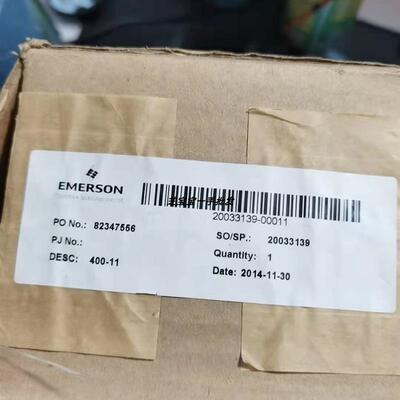 EMERSON
20033139-00011
PO No.: 82347556
SO/SP.: 20033139
PJ No.:
Quantity: 1
DESC: 400-11
Date: 2014-11-30